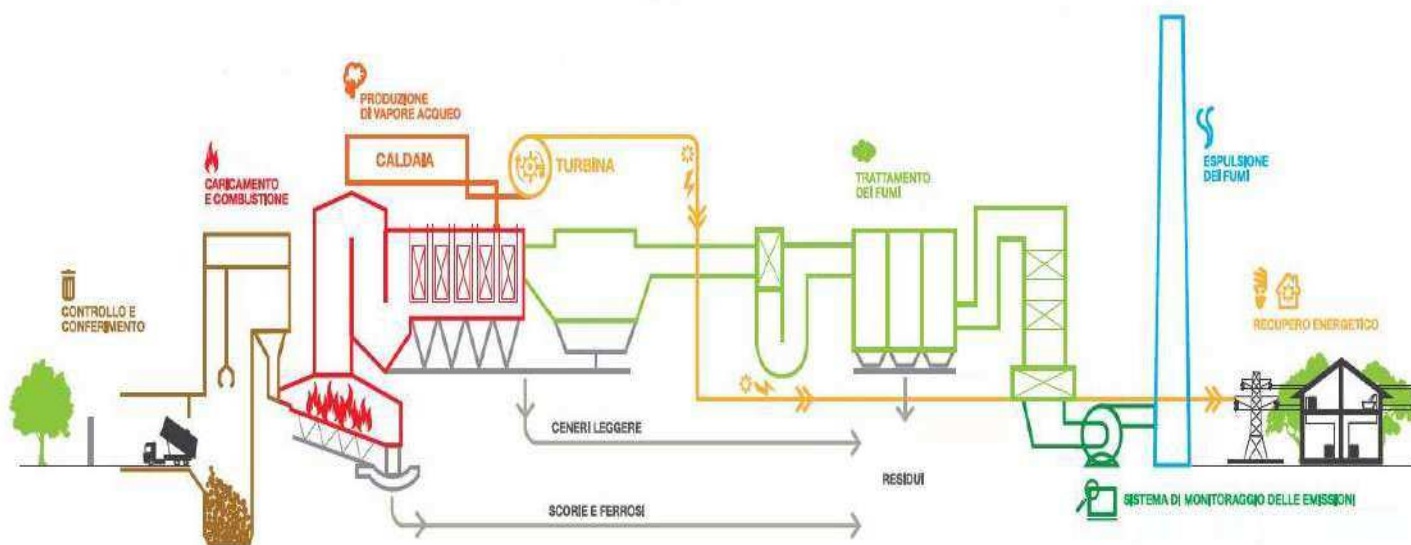 PRODUZIONE
DI VAPORE ACQUEO
CALDAIA
TURBINA
CARICAMENTO
E COMBUSTIONE
TRATTAMENTO
DEI FUMI
ESPULSIONE
DEI FUMI
CONTROLLO E
CONFERIMENTO
RECUPERO ENERGETICO
CENERI LEGGERE
RESIDUI
SCORIE E FERROSI
SISTEMA DI MONITORAGGIO DELLE EMISSIONI